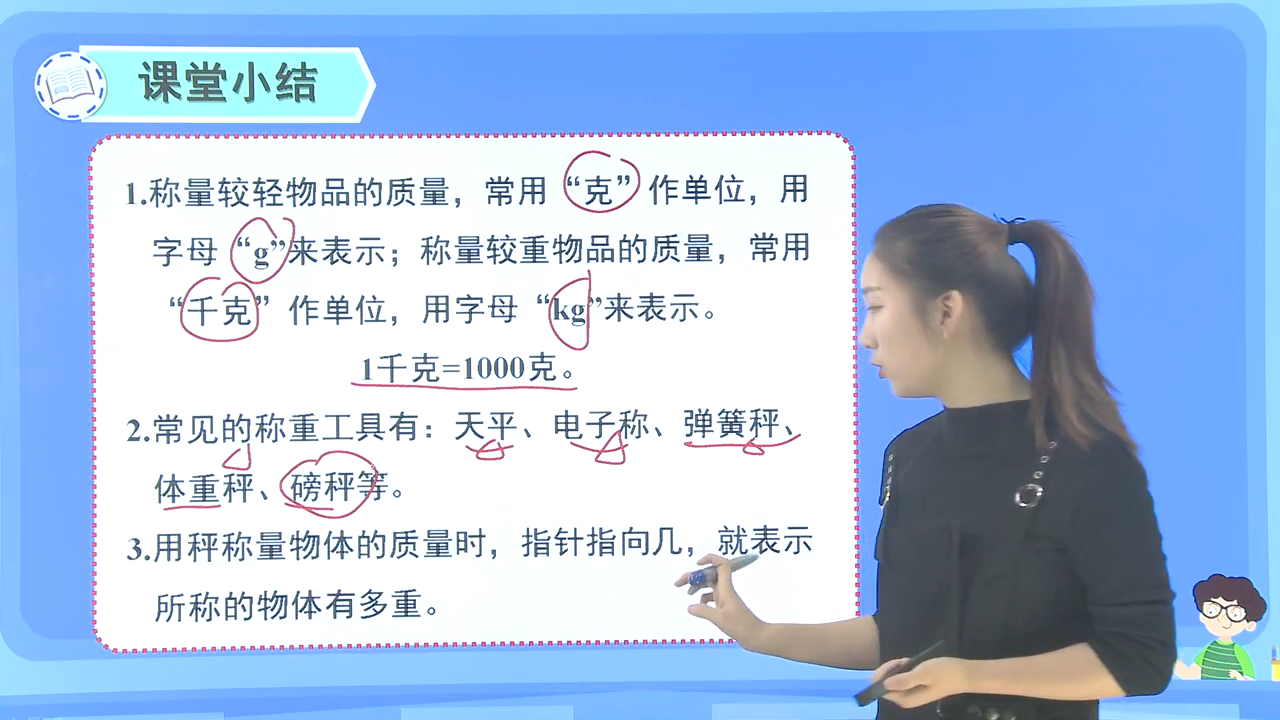 课堂小结
1.称量较轻物品的质量，常用“克”作单位，用
字母“g”来表示；称量较重物品的质量，常用
“千克”作单位，用字母“kg”来表示。
1千克=1000克。
2.常见的称重工具有：天平、电子称、弹簧秤、
体重秤、磅秤等。
3.用秤称量物体的质量时，指针指向几，就表示
所称的物体有多重。